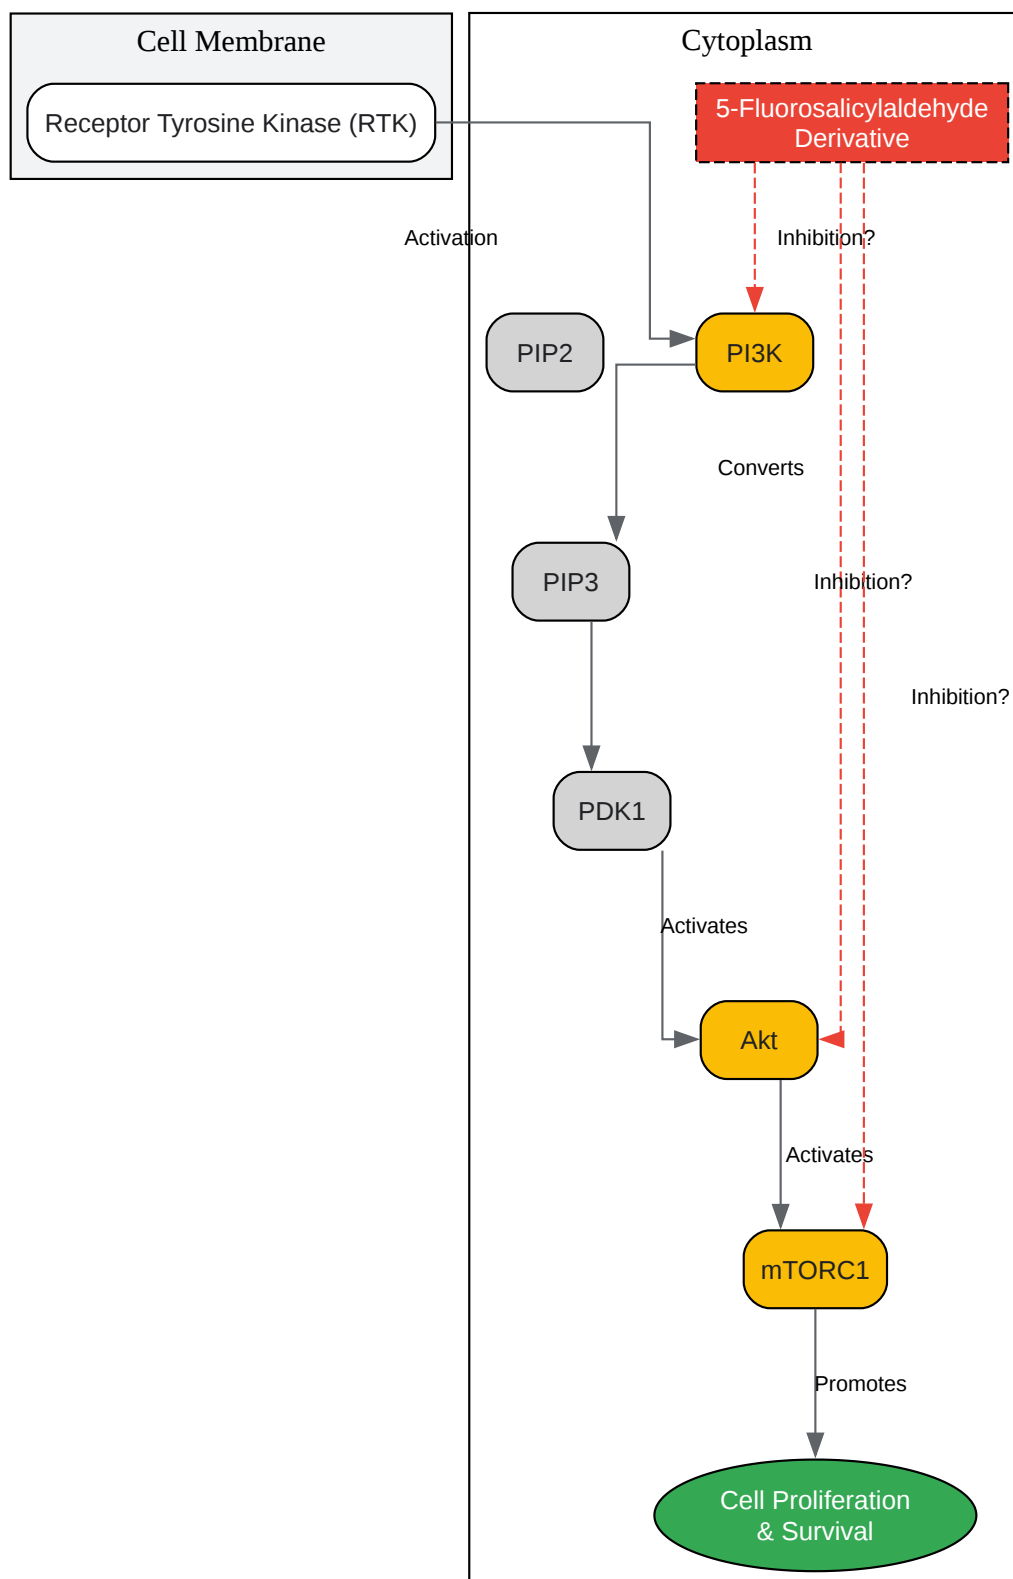 Cell Membrane
Cytoplasm
Receptor Tyrosine Kinase (RTK)
5-Fluorosalicylaldehyde
Derivative
Activation
Inhibition?
PIP2
PI3K
Converts
PIP3
Inhibition?
Inhibition?
PDK1
Activates
Akt
Activates
mTORC1
Promotes
Cell Proliferation
& Survival